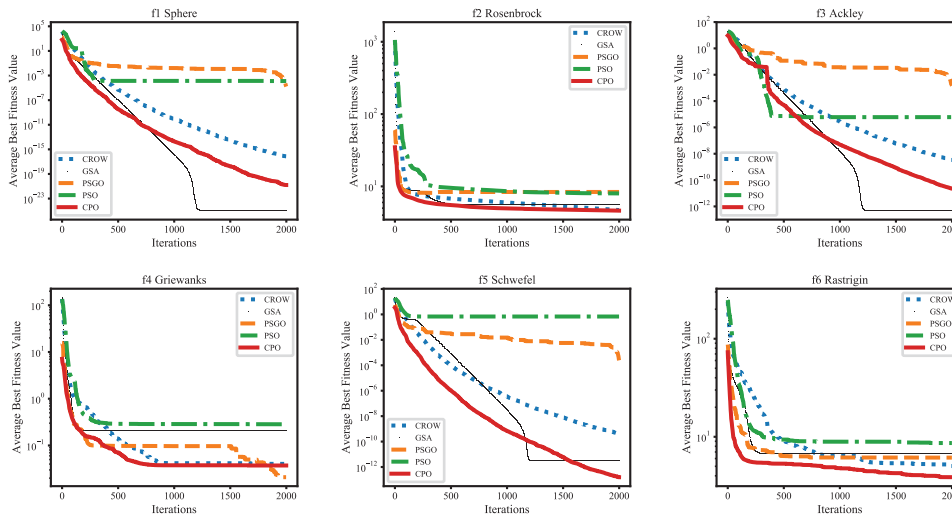 f1 Sphere
Average Best Fitness Value
10^5
10^1
10^-3
10^-7
10^-11
10^-15
10^-19
10^-23
CROW
GSA
PSGO
PSO
CPO
0 500 1000 1500 2000
Iterations
f2 Rosenbrock
Average Best Fitness Value
10^3
10^2
10^1
CROW
GSA
PSGO
PSO
CPO
0 500 1000 1500 2000
Iterations
f3 Ackley
Average Best Fitness Value
10^2
10^0
10^-2
10^-4
10^-6
10^-8
10^-10
10^-12
CROW
GSA
PSGO
PSO
CPO
0 500 1000 1500 2000
Iterations
f4 Griewanks
Average Best Fitness Value
10^2
10^1
10^0
10^-1
CROW
GSA
PSGO
PSO
CPO
0 500 1000 1500 2000
Iterations
f5 Schwefel
Average Best Fitness Value
10^2
10^0
10^-2
10^-4
10^-6
10^-8
10^-10
10^-12
CROW
GSA
PSGO
PSO
CPO
0 500 1000 1500 2000
Iterations
f6 Rastrigin
Average Best Fitness Value
10^2
10^1
CROW
GSA
PSGO
PSO
CPO
0 500 1000 1500
Iterations